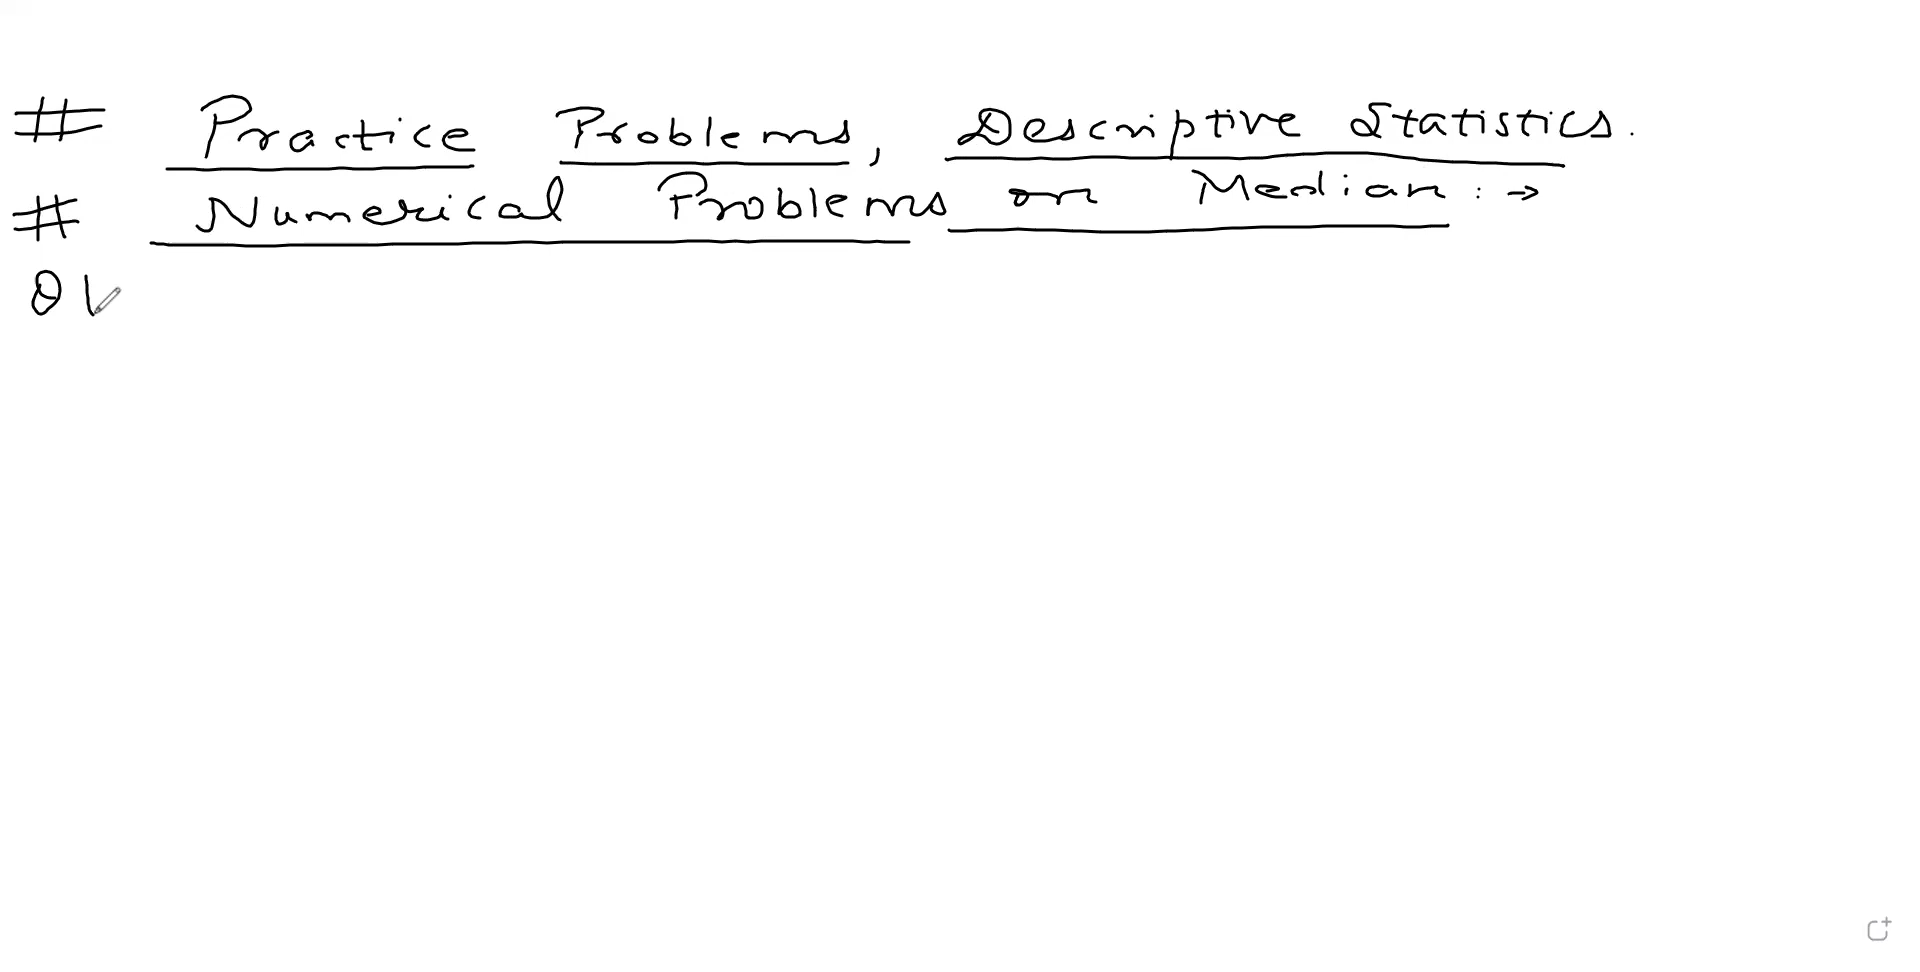 # Practice Problems, Descriptive Statistics.
# Numerical Problems on Median : →
Q1